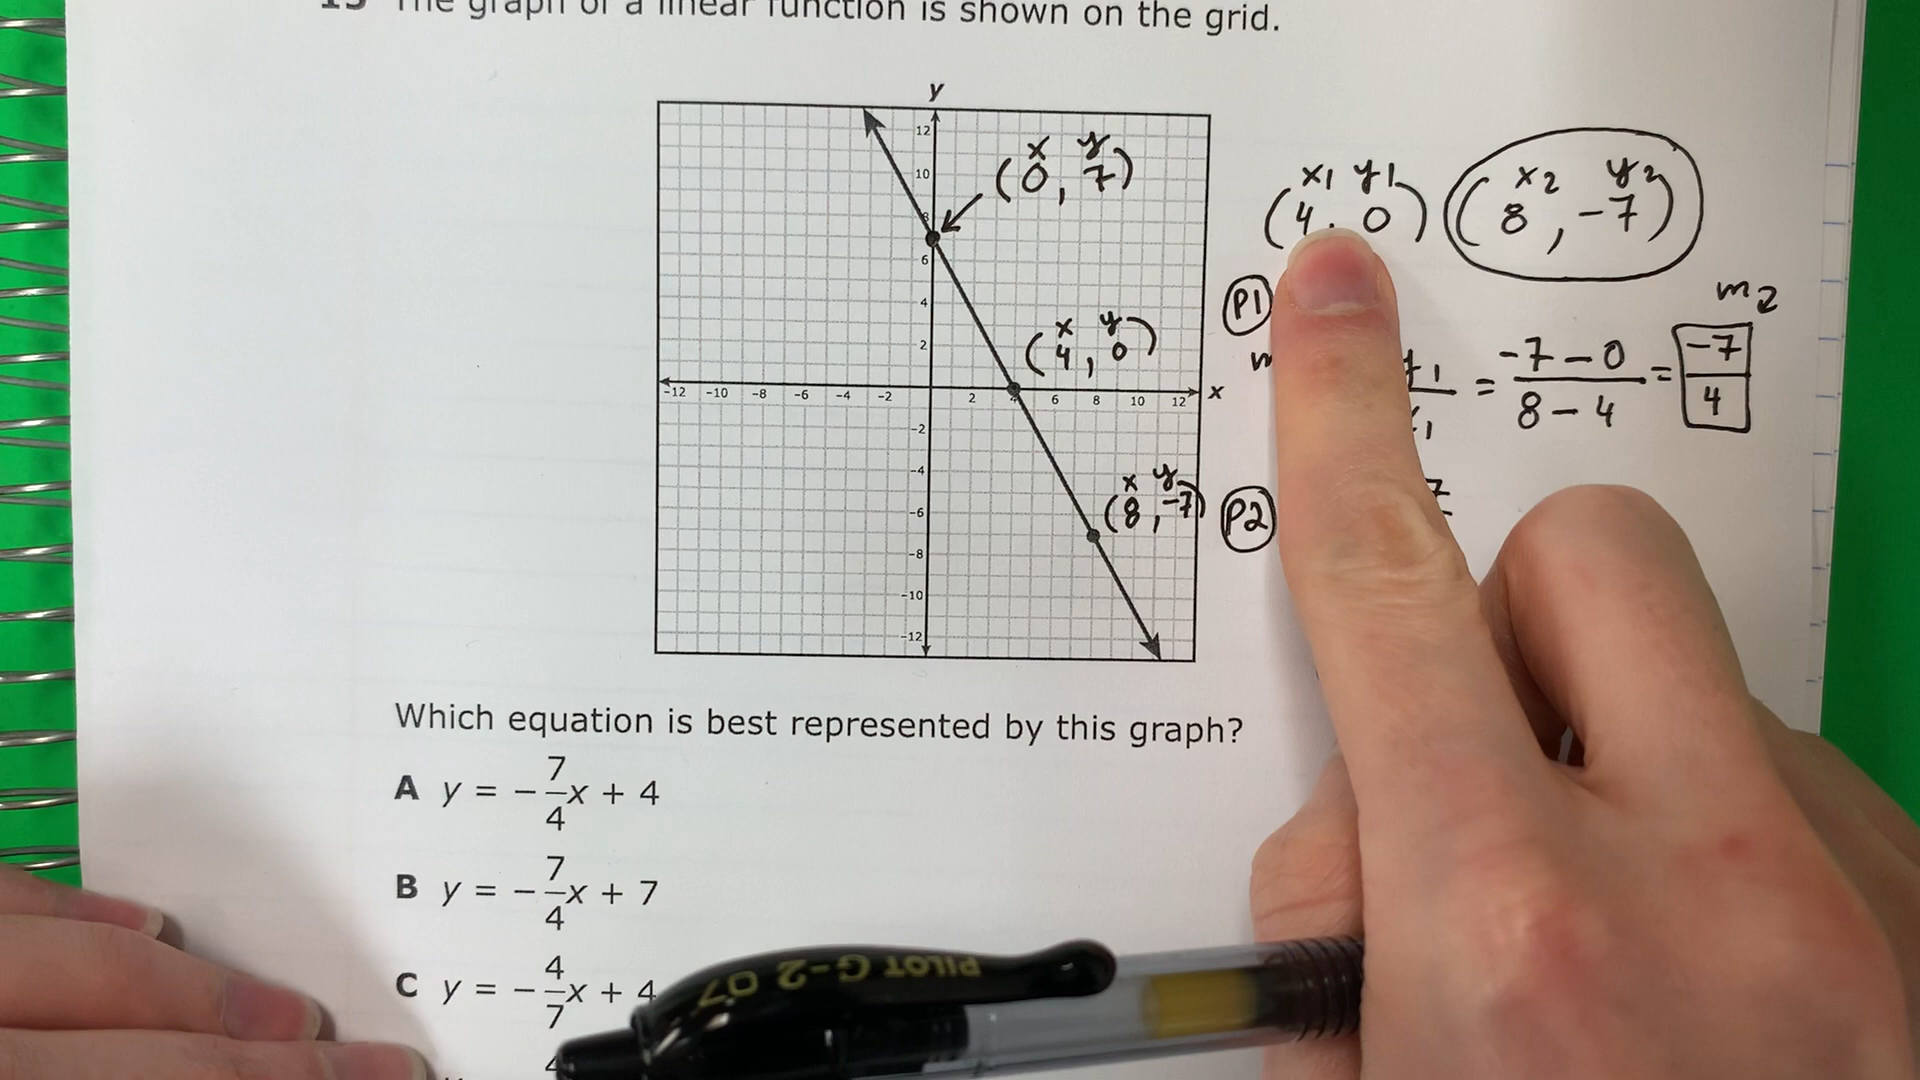 The graph of a linear function is shown on the grid.
y
12
10
8
6
4
2
-12 -10 -8 -6 -4 -2 2 4 6 8 10 12 x
-2
-4
-6
-8
-10
-12
x y
(0, 7)
x y
(4, 0)
x y
(8, -7)
x1 y1
(4, 0)
x2 y2
(8, -7)
P1
m2
= -7 - 0 / 8 - 4 = -7/4
P2
Which equation is best represented by this graph?
A y = -7/4x + 4
B y = -7/4x + 7
C y = -4/7x + 4
PILOT G-2 07